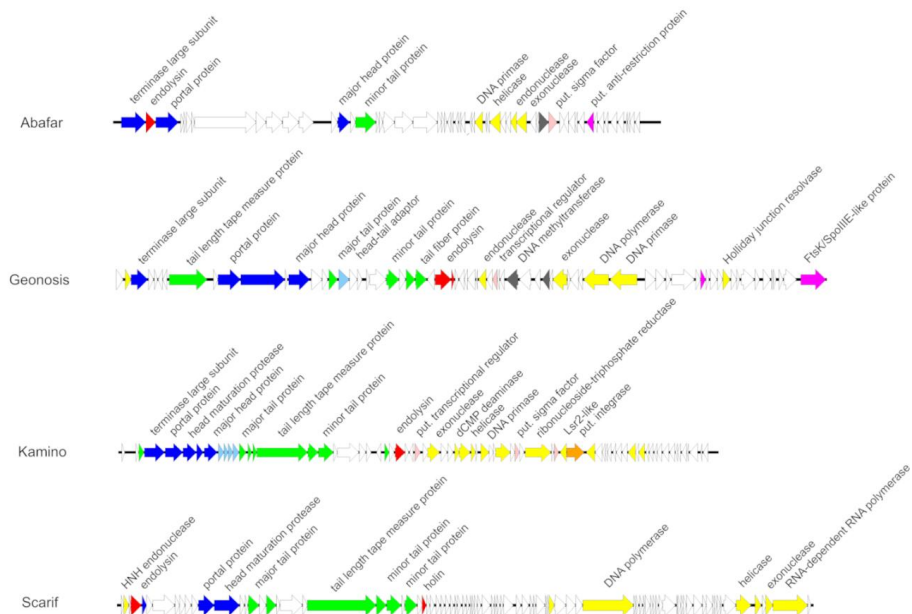 terminase large subunit
endolysin
portal protein
major head protein
minor tail protein
DNA primase
helicase
endonuclease
exonuclease
put. sigma factor
put. anti-restriction protein
Abafar
terminase large subunit
tail length tape measure protein
portal protein
major head protein
major tail protein
head-tail adaptor
minor tail protein
tail fiber protein
endolysin
endonuclease
transcriptional regulator
DNA methyltransferase
exonuclease
DNA polymerase
DNA primase
Holliday junction resolvase
FtsK/SpoIIIE-like protein
Geonosis
terminase large subunit
portal protein
head maturation protease
major head protein
major tail protein
tail length tape measure protein
minor tail protein
endolysin
put. transcriptional regulator
exonuclease
dCMP deaminase
helicase
DNA primase
put. sigma factor
ribonucleoside-triphosphate reductase
Lsr2-like
put. integrase
Kamino
HNH endonuclease
endolysin
portal protein
head maturation protease
major tail protein
tail length tape measure protein
minor tail protein
minor tail protein
holin
DNA polymerase
helicase
exonuclease
RNA-dependent RNA polymerase
Scarif